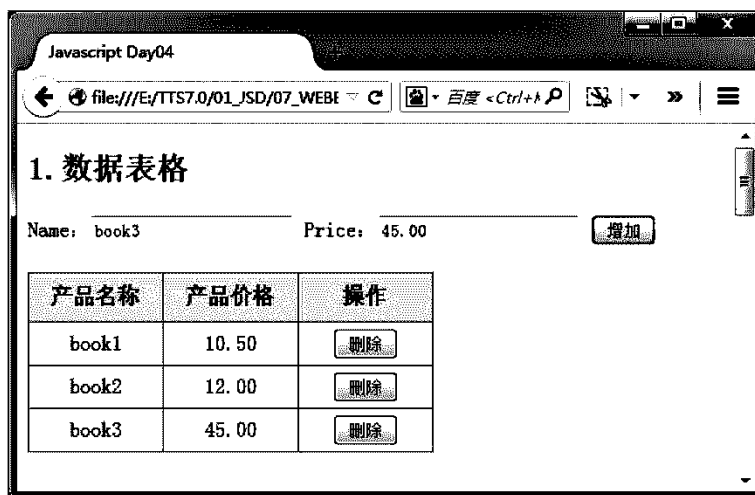 Javascript Day04
file:///E:/TTS7.0/01_JSD/07_WEBE 百度 <Ctrl+K
1. 数据表格
Name: book3 Price: 45.00 增加
产品名称 产品价格 操作
book1 10.50 删除
book2 12.00 删除
book3 45.00 删除